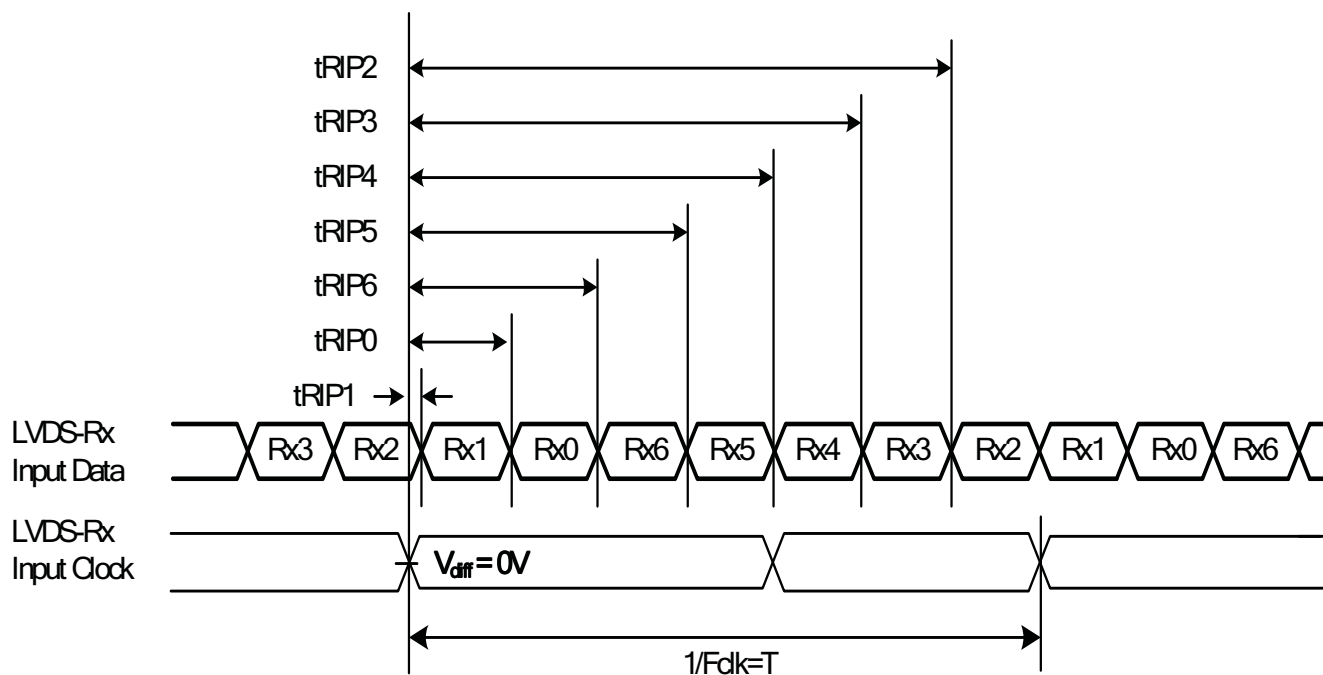 tRIP2
tRIP3
tRIP4
tRIP5
tRIP6
tRIP0
tRIP1
LVDS-Rx
Input Data
Rx3 Rx2 Rx1 Rx0 Rx6 Rx5 Rx4 Rx3 Rx2 Rx1 Rx0 Rx6
LVDS-Rx
Input Clock
Vdiff = 0V
1/Fclk=T